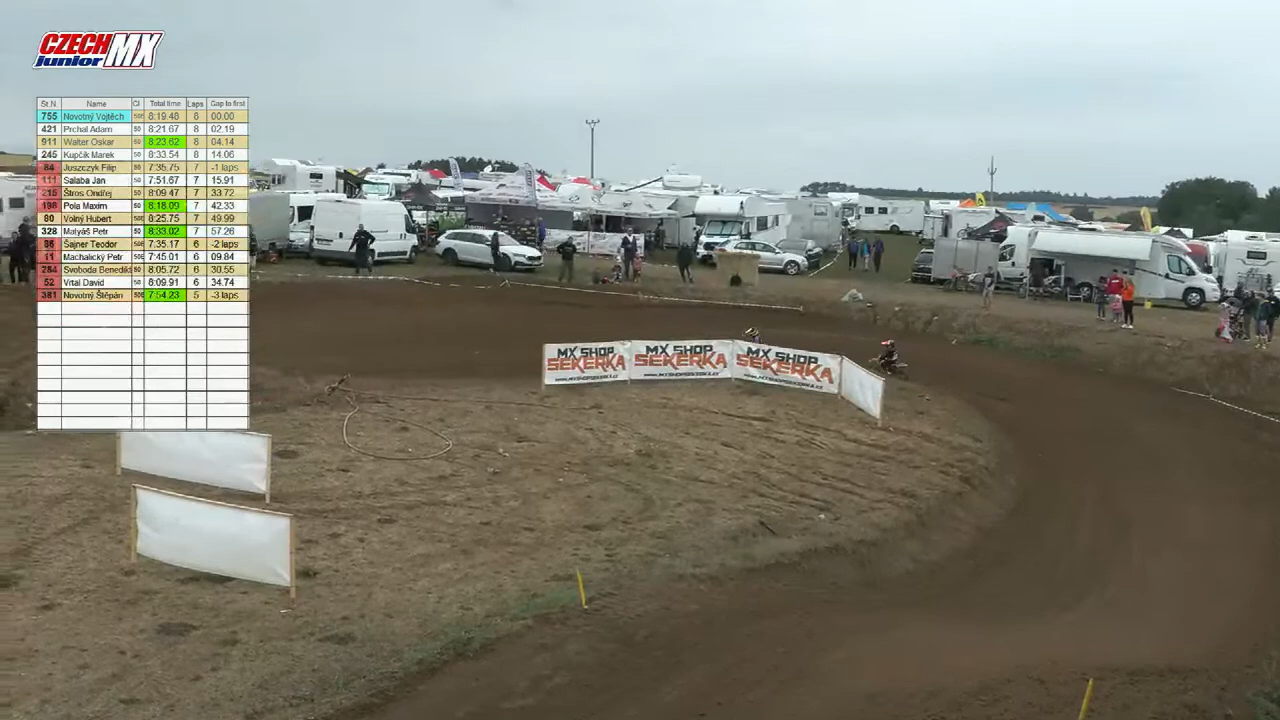 CZECH MX
junior
St.N. Name Cl Total time Laps Gap to first
755 Novotný Vojtěch 8:19.48 8 00.00
421 Prchal Adam 50 8:21.67 8 02.19
911 Walter Oskar 50 8:23.62 8 04.14
245 Kupčík Marek 50 8:33.54 8 14.06
84 Juszczyk Filip 7:35.75 7 -1 laps
111 Salaba Jan 50 7:51.67 7 15.91
215 Štros Ondřej 8:09.47 7 33.72
198 Pola Maxim 50 8:18.09 7 42.33
80 Volný Hubert 8:25.75 7 49.99
328 Matyáš Petr 50 8:33.02 7 57.26
86 Šajner Teodor 7:35.17 6 -2 laps
11 Machalický Petr 7:45.01 6 09.84
284 Svoboda Benedikt 8:05.72 6 30.55
52 Vrtal David 50 8:09.91 6 34.74
381 Novotný Štěpán 7:54.23 5 -3 laps
MX SHOP MX SHOP MX SHOP
SEKERKA SEKERKA SEKERKA